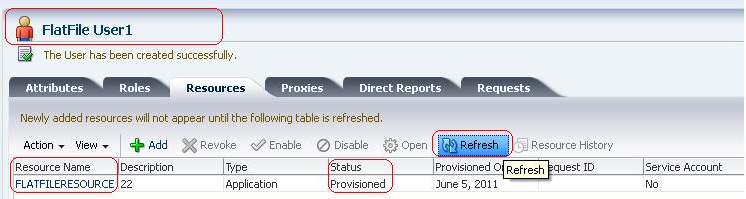 FlatFile User1
The User has been created successfully.
Attributes Roles Resources Proxies Direct Reports Requests
Newly added resources will not appear until the following table is refreshed.
Action View Add Revoke Enable Disable Open Refresh Resource History
Resource Name Description Type Status Provisioned O equest ID Service Account
Refresh
FLATFILERESOURCE 22 Application Provisioned June 5, 2011 No